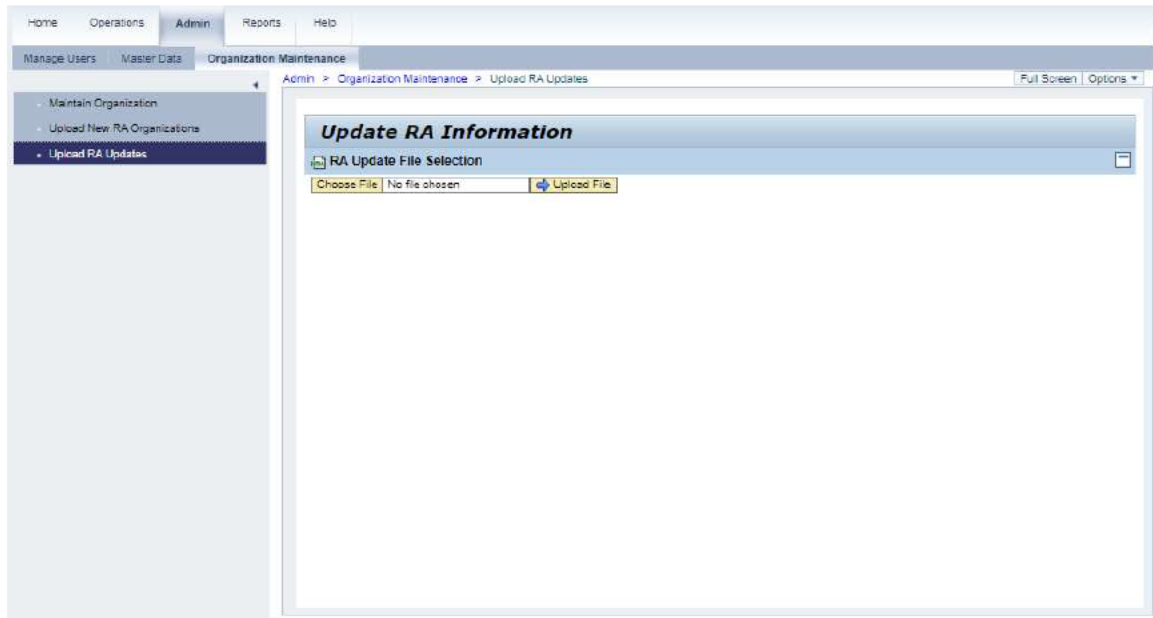 Home Operations Admin Reports Help
Manage Users Master Data Organization Maintenance
Admin > Organization Maintenance > Upload RA Updates Full Screen Options
Maintain Organization
Upload New RA Organizations
Upload RA Updates
Update RA Information
RA Update File Selection
Choose File No file chosen Upload File